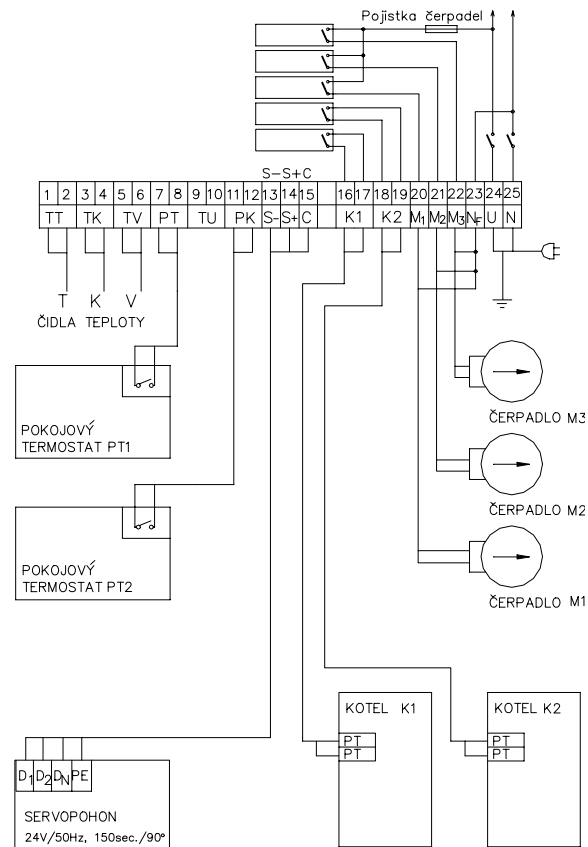 Pojistka čerpadel
S-S+C
1 2 3 4 5 6 7 8 9 10 11 12 13 14 15 16 17 18 19 20 21 22 23 24 25
TT TK TV PT TU PK S- S+ C K1 K2 M1 M2 M3 NF U N
T K V
ČIDLA TEPLOTY
POKOJOVÝ
TERMOSTAT PT1
ČERPADLO M3
POKOJOVÝ
TERMOSTAT PT2
ČERPADLO M2
ČERPADLO M1
KOTEL K1
PT
PT
KOTEL K2
PT
PT
D1 D2 DN PE
SERVOPOHON
24V/50Hz, 150sec./90°